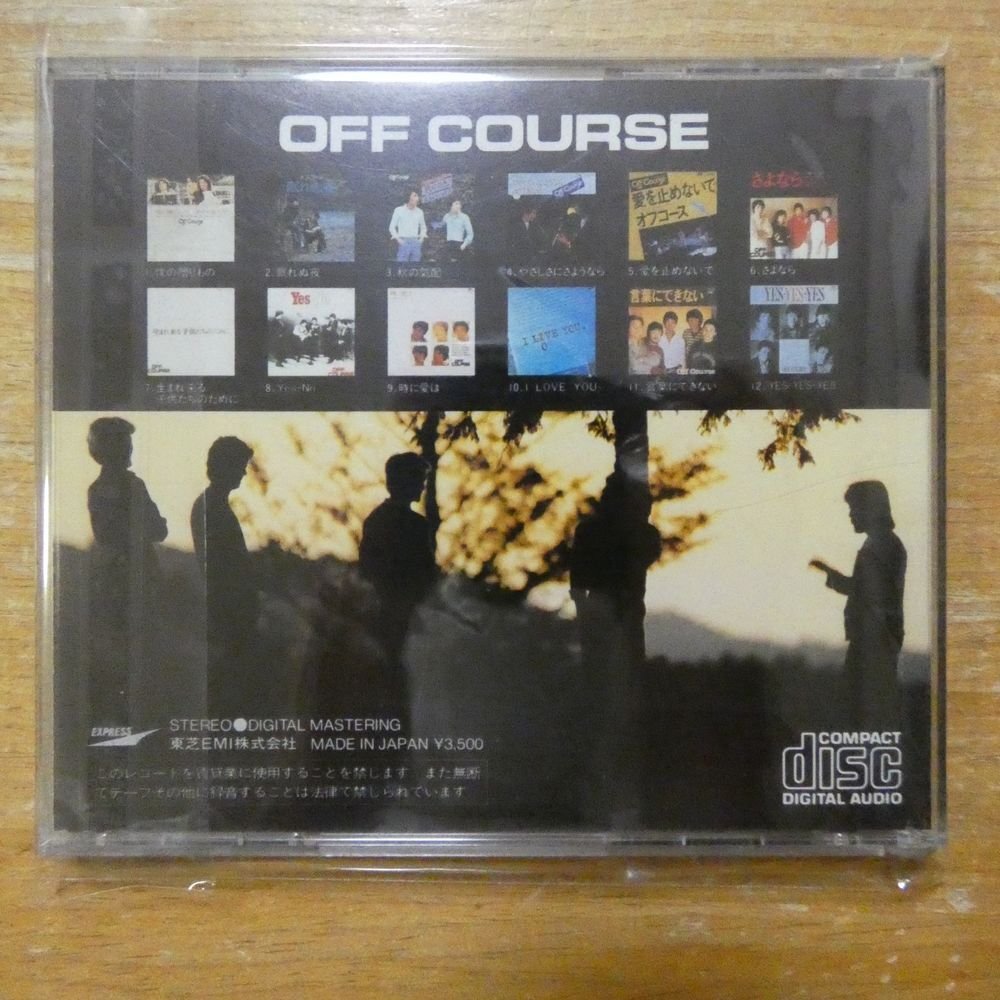 OFF COURSE
1. 僕の贈りもの
2. 眠れぬ夜
3. 秋の気配
4. やさしさにさようなら
5. 愛を止めないで
6. さよなら
愛を止めないで
オフコース
さよなら
OFF COURSE
7. 生まれ来る
子供たちのために
8. Yes-No
9. 時に愛は
10. I LOVE YOU
11. 言葉にできない
12. YES-YES-YES
Yes
I LOVE YOU,
言葉にできない
Off Course
YES-YES-YES
EXPRESS
STEREO●DIGITAL MASTERING
東芝EMI株式会社 MADE IN JAPAN ¥3,500
このレコードを賃貸業に使用することを禁じます また無断
でテープその他に録音することは法律で禁じられています
COMPACT
disc
DIGITAL AUDIO